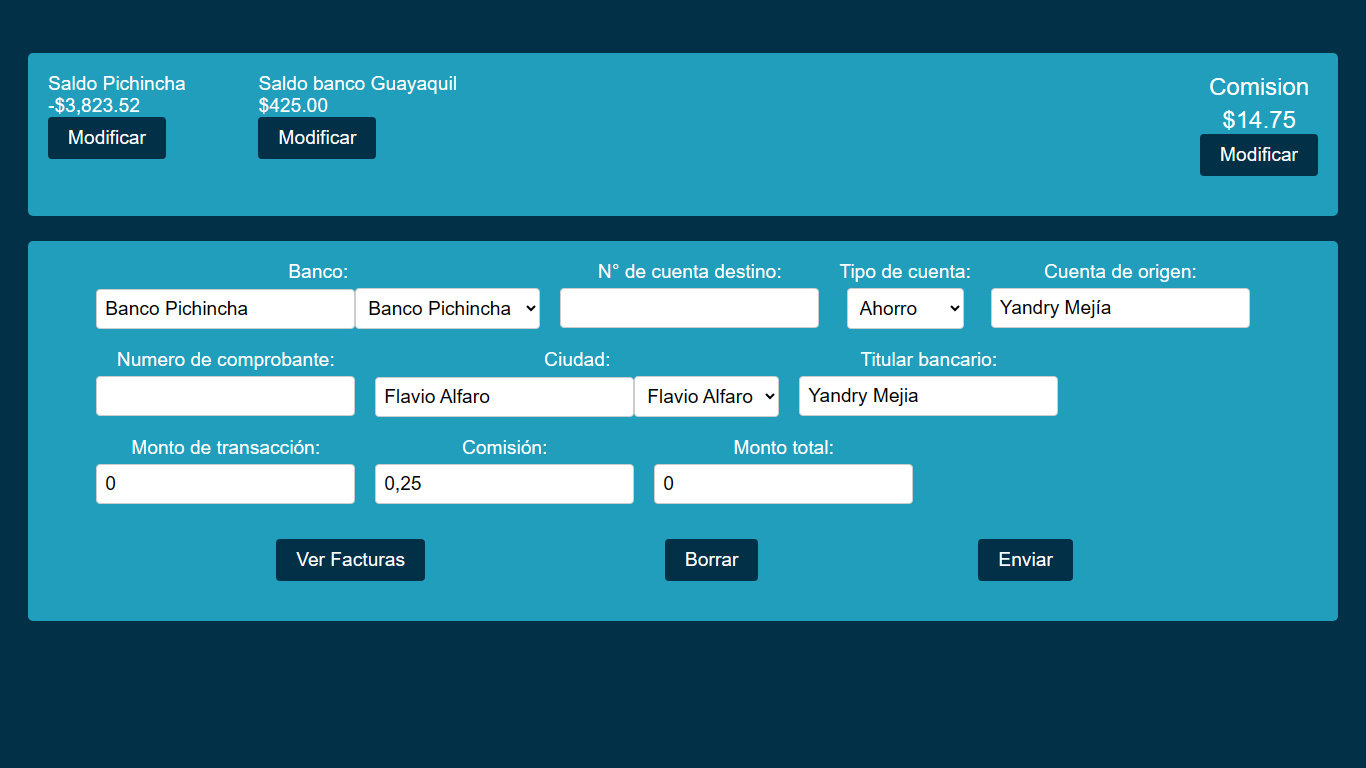 Saldo Pichincha
-$3,823.52
Modificar
Saldo banco Guayaquil
$425.00
Modificar
Comision
$14.75
Modificar
Banco: N° de cuenta destino: Tipo de cuenta: Cuenta de origen:
Banco Pichincha Banco Pichincha Ahorro Yandry Mejía
Numero de comprobante: Ciudad: Titular bancario:
Flavio Alfaro Flavio Alfaro Yandry Mejia
Monto de transacción: Comisión: Monto total:
0 0,25 0
Ver Facturas Borrar Enviar